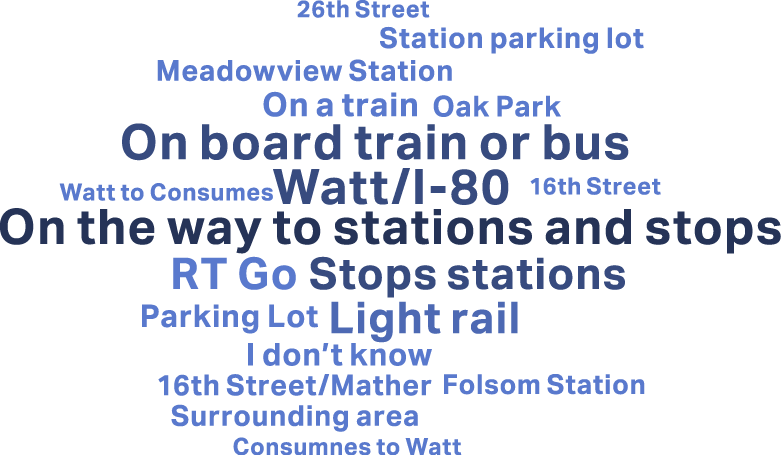 26th Street
Station parking lot
Meadowview Station
On a train Oak Park
On board train or bus
Watt to Consumes Watt/I-80 16th Street
On the way to stations and stops
RT Go Stops stations
Parking Lot Light rail
I don't know
16th Street/Mather Folsom Station
Surrounding area
Consumnes to Watt